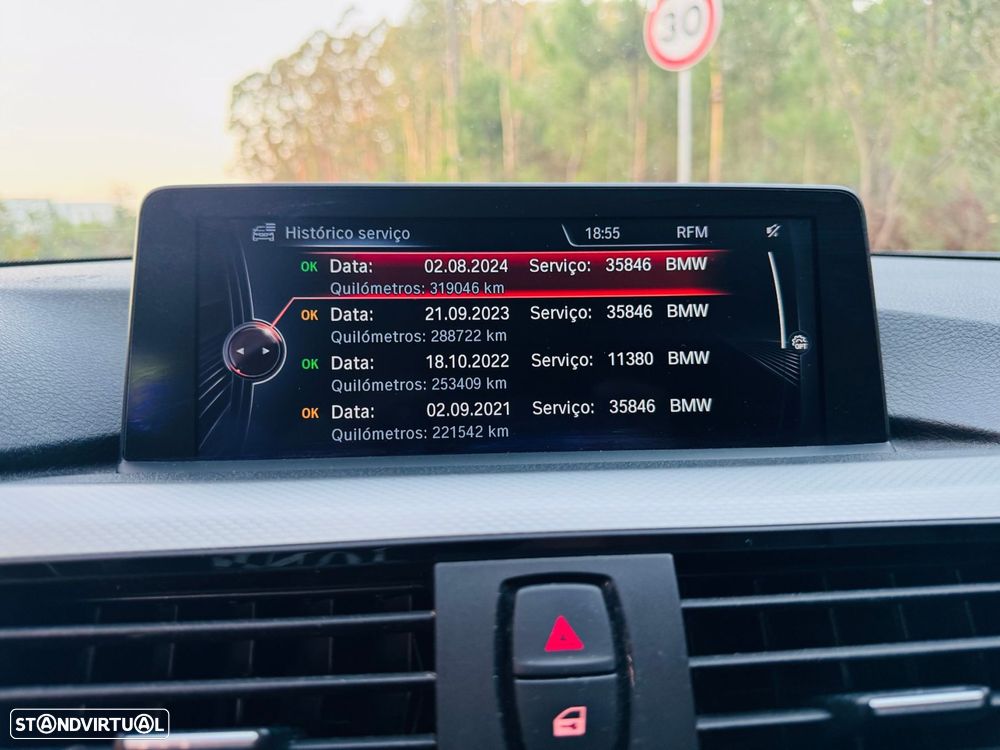 30
Histórico serviço 18:55 RFM
OK Data: 02.08.2024 Serviço: 35846 BMW
Quilómetros: 319046 km
OK Data: 21.09.2023 Serviço: 35846 BMW
Quilómetros: 288722 km
OK Data: 18.10.2022 Serviço: 11380 BMW
Quilómetros: 253409 km
OK Data: 02.09.2021 Serviço: 35846 BMW
Quilómetros: 221542 km
STANDVIRTUAL